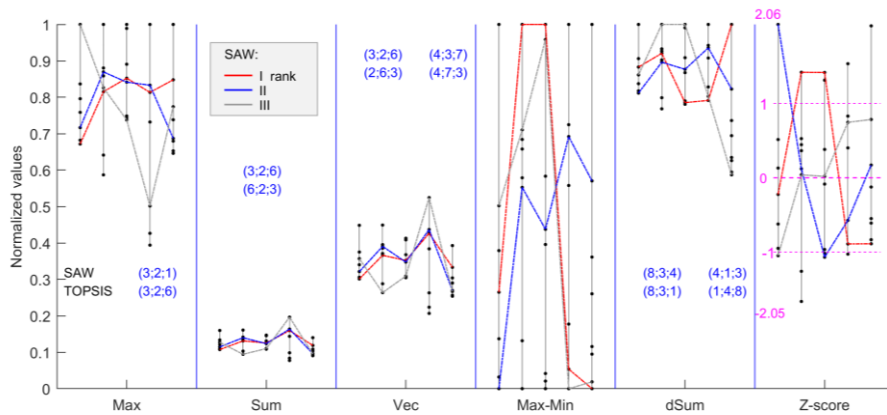 2.06
1
0.9
0.8
0.7
0.6
0.5
0.4
0.3
0.2
0.1
0
Normalized values
SAW:
I rank
II
III
(3;2;6) (4;3;7)
(2;6;3) (4;7;3)
(3;2;6)
(6;2;3)
SAW (3;2;1)
TOPSIS (3;2;6)
(8;3;4) (4;1;3)
(8;3;1) (1;4;8)
1
0
-1
-2.05
Max Sum Vec Max-Min dSum Z-score